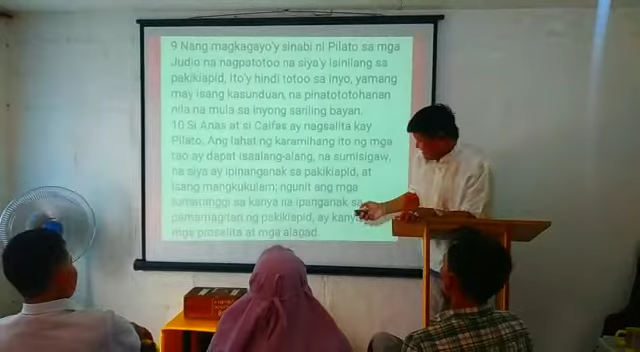 9 Nang magkagayo'y sinabi ni Pilato sa mga
Judio na nagpatotoo na siya'y isinilang sa
pakikiapid, Ito'y hindi totoo sa inyo, yamang
may isang kasunduan, na pinatototohanan
nila na mula sa inyong sariling bayan.
10 Si Anas at si Caifas ay nagsalita kay
Pilato, Ang lahat ng karamihang ito ng mga
tao ay dapat isaalang-alang, na sumisigaw,
na siya ay ipinanganak sa pakikiapid, at
isang mangkukulam; ngunit ang mga
tumatanggi sa kanya na ipanganak sa
pamamagitan ng pakikiapid, ay kanya
mga proselita at mga alagad.